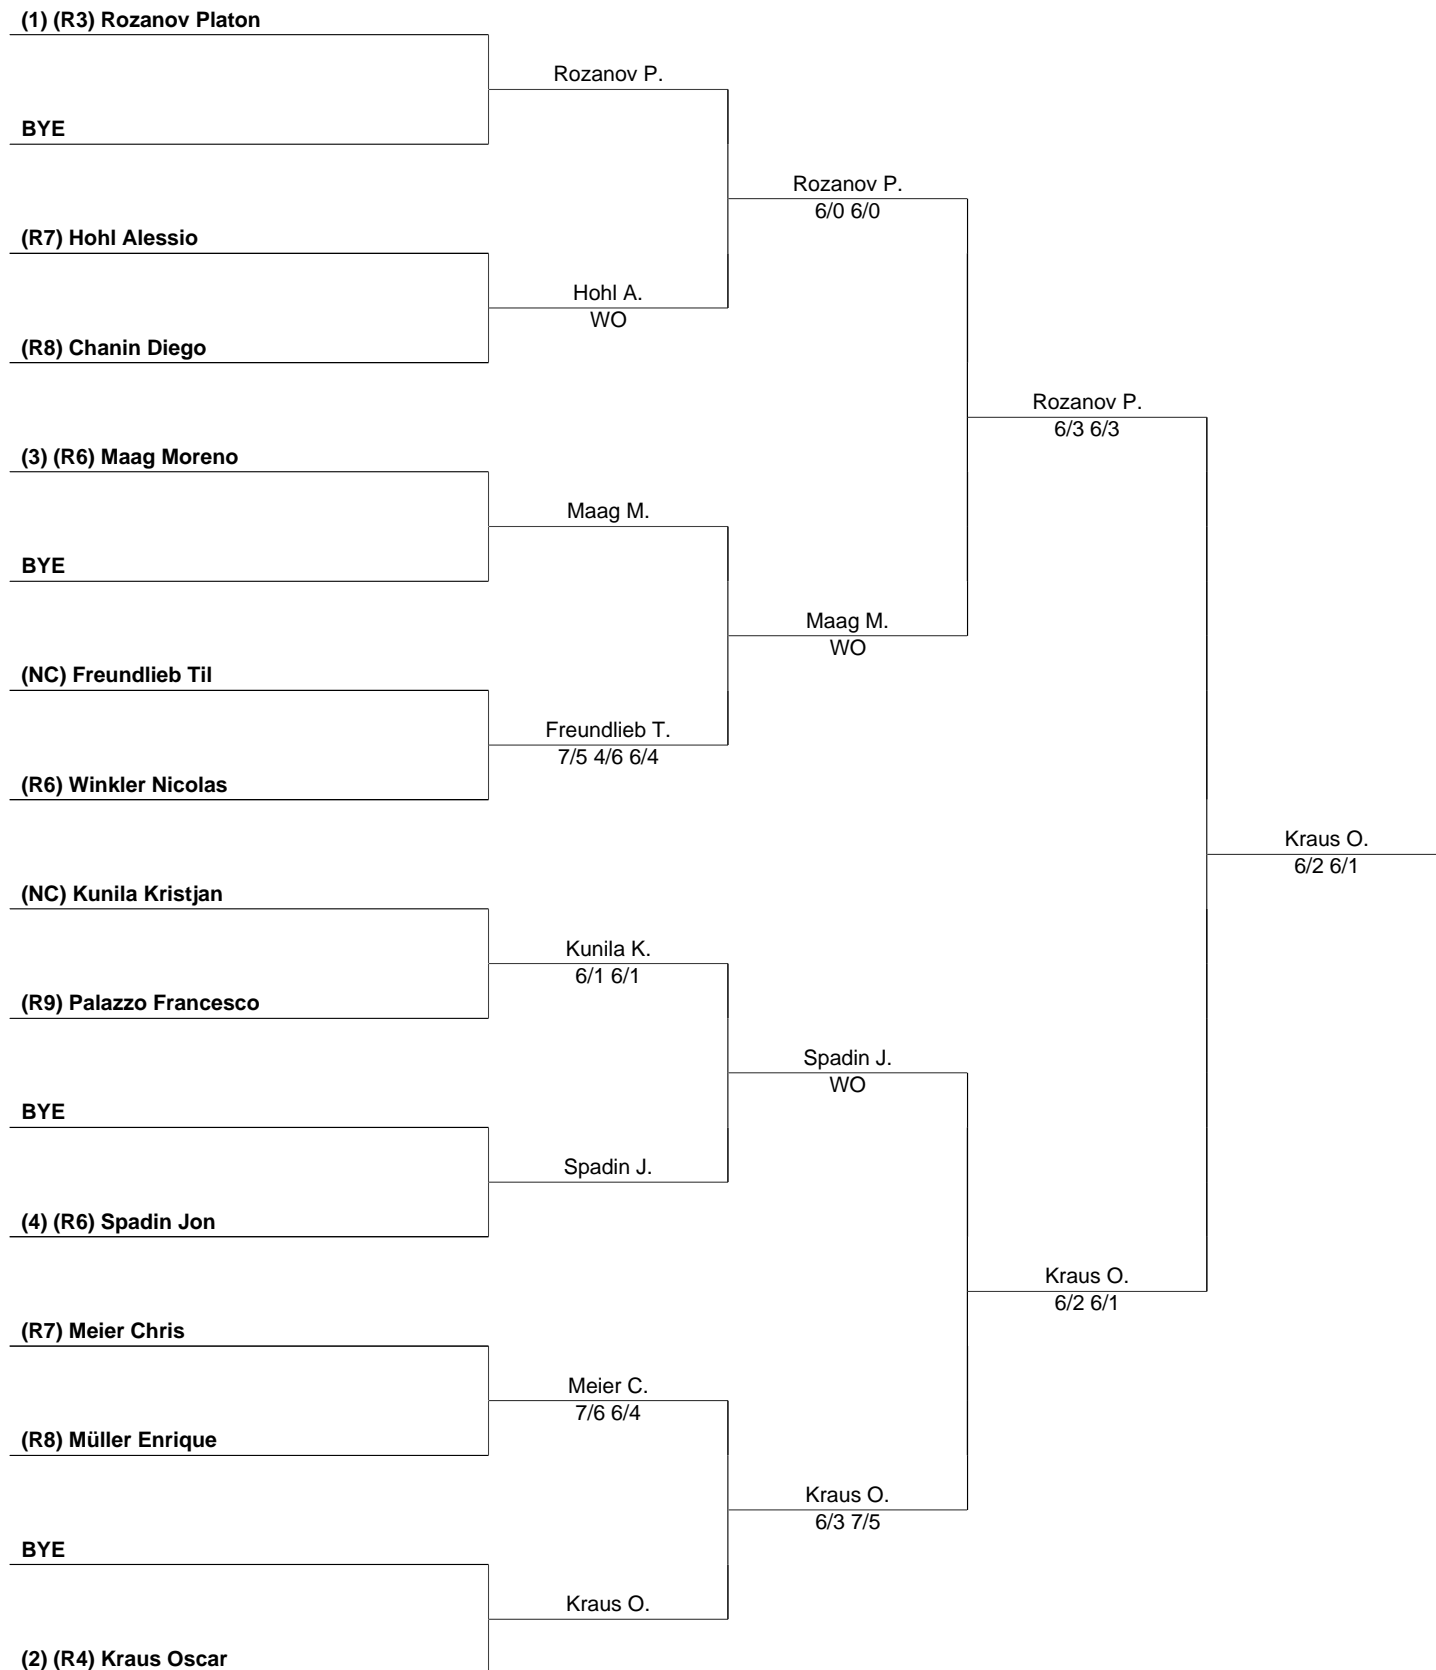 (1) (R3) Rozanov Platon
Rozanov P.
BYE
Rozanov P.
6/0 6/0
(R7) Hohl Alessio
Hohl A.
WO
(R8) Chanin Diego
Rozanov P.
6/3 6/3
(3) (R6) Maag Moreno
Maag M.
BYE
Maag M.
WO
(NC) Freundlieb Til
Freundlieb T.
7/5 4/6 6/4
(R6) Winkler Nicolas
Kraus O.
6/2 6/1
(NC) Kunila Kristjan
Kunila K.
6/1 6/1
(R9) Palazzo Francesco
Spadin J.
WO
BYE
Spadin J.
(4) (R6) Spadin Jon
Kraus O.
6/2 6/1
(R7) Meier Chris
Meier C.
7/6 6/4
(R8) Müller Enrique
Kraus O.
6/3 7/5
BYE
Kraus O.
(2) (R4) Kraus Oscar